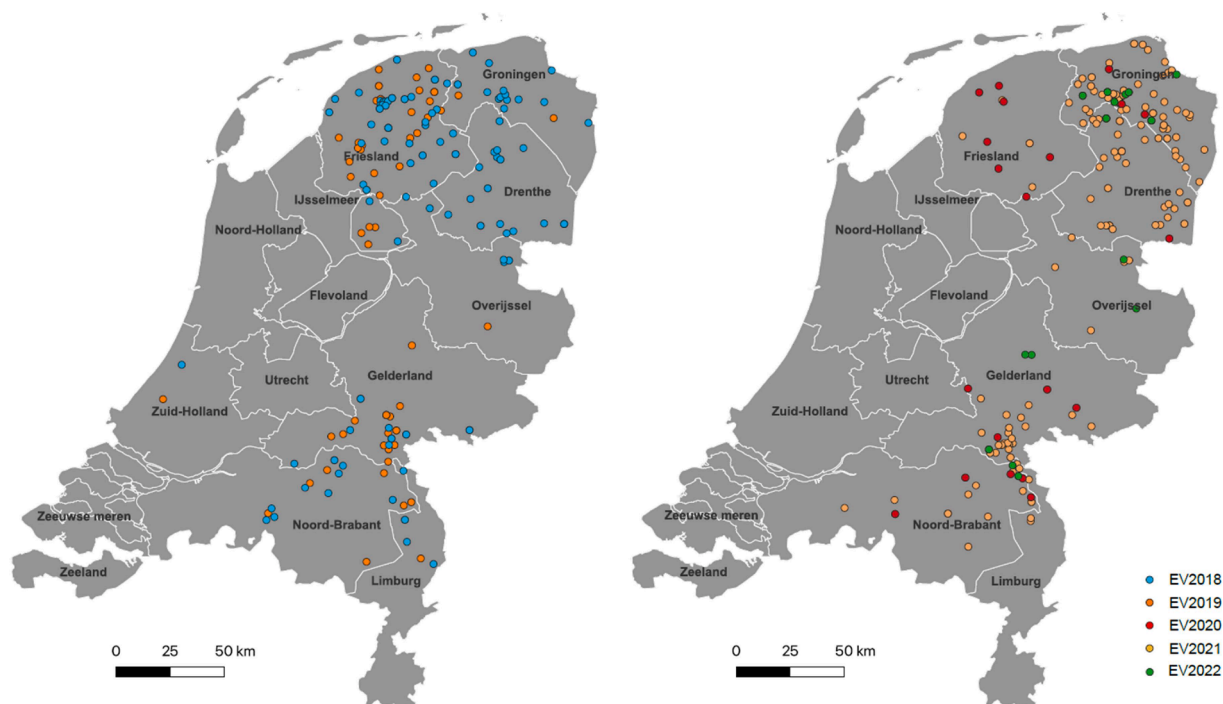 Groningen
Friesland
Drenthe
IJsselmeer
Noord-Holland
Flevoland
Overijssel
Utrecht
Gelderland
Zuid-Holland
Noord-Brabant
Zeeuwse meren
Zeeland
Limburg
0 25 50 km
Groningen
Friesland
Drenthe
IJsselmeer
Noord-Holland
Flevoland
Overijssel
Utrecht
Gelderland
Zuid-Holland
Noord-Brabant
Zeeuwse meren
Zeeland
Limburg
0 25 50 km
EV2018
EV2019
EV2020
EV2021
EV2022